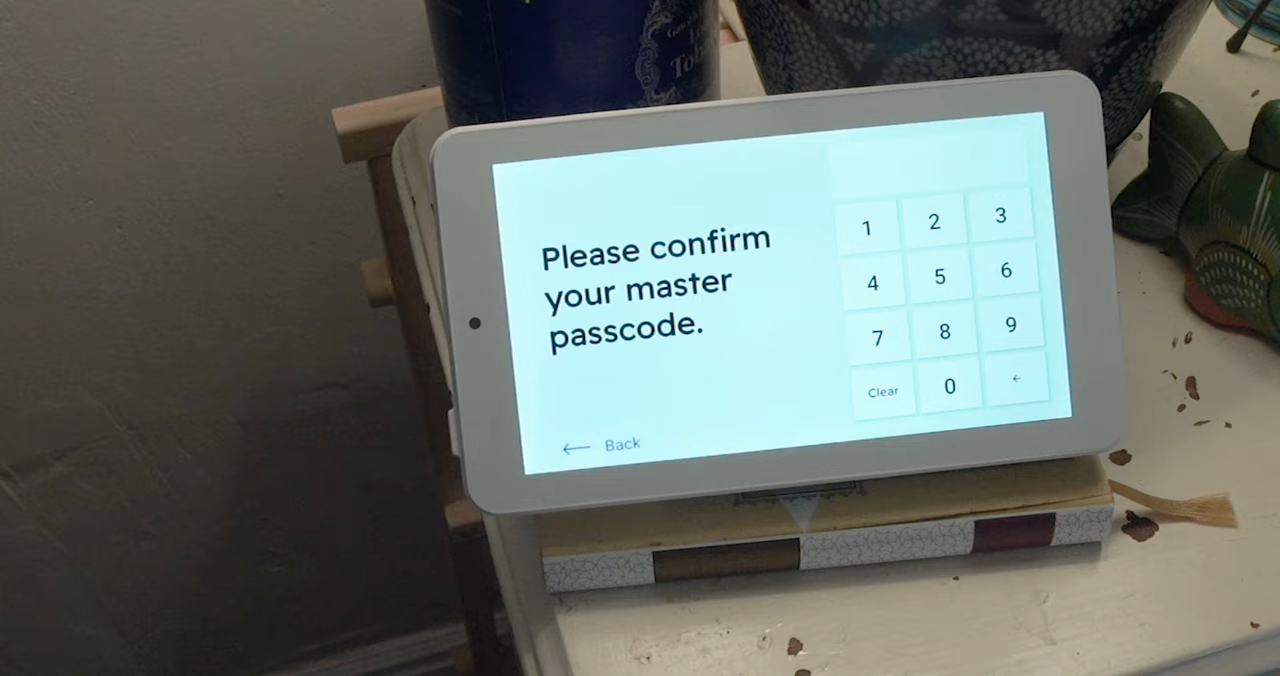 Please confirm
your master
passcode.
← Back
1 2 3
4 5 6
7 8 9
Clear 0 ←